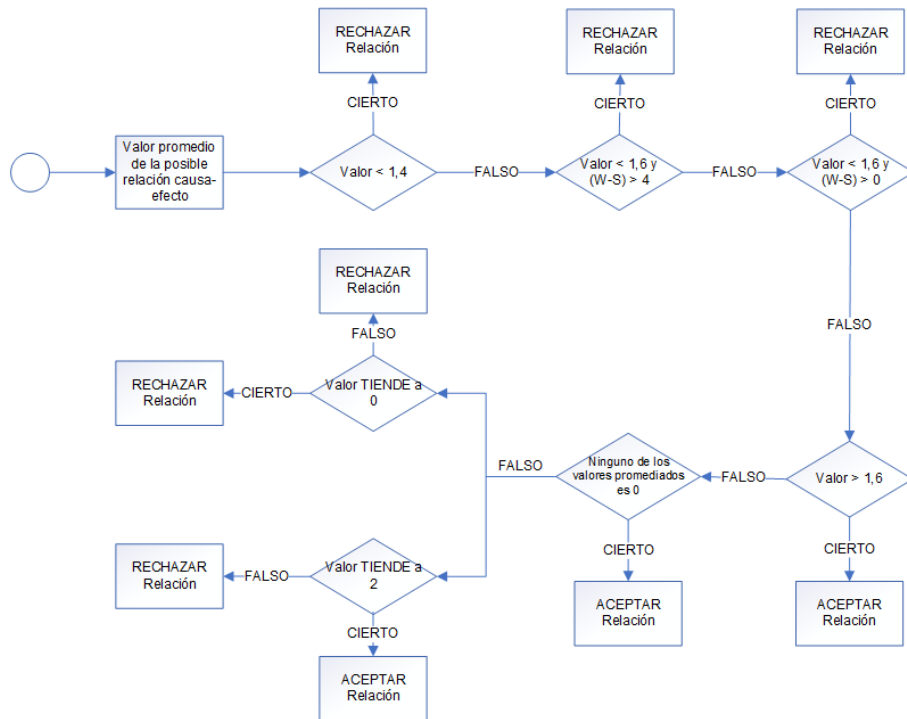 RECHAZAR
Relación
RECHAZAR
Relación
RECHAZAR
Relación
CIERTO
CIERTO
CIERTO
Valor promedio
de la posible
relación causa-
efecto
Valor < 1,4
FALSO
Valor < 1,6 y
(W-S) > 4
FALSO
Valor < 1,6 y
(W-S) > 0
FALSO
RECHAZAR
Relación
FALSO
Valor TIENDE a
0
CIERTO
RECHAZAR
Relación
FALSO
Ninguno de los
valores promediados
es 0
FALSO
Valor > 1,6
CIERTO
ACEPTAR
Relación
CIERTO
ACEPTAR
Relación
RECHAZAR
Relación
FALSO
Valor TIENDE a
2
CIERTO
ACEPTAR
Relación